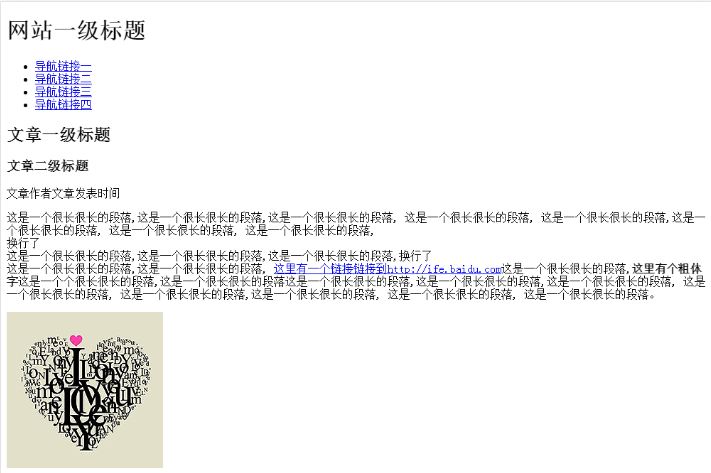 网站一级标题
导航链接一
导航链接二
导航链接三
导航链接四
文章一级标题
文章二级标题
文章作者文章发表时间
这是一个很长很长的段落,这是一个很长很长的段落,这是一个很长很长的段落, 这是一个很长很长的段落, 这是一个很长很长的段落,这是一
个很长很长的段落, 这是一个很长很长的段落, 这是一个很长很长的段落,
换行了
这是一个很长很长的段落,这是一个很长很长的段落,这是一个很长很长的段落,换行了
这是一个很长很长的段落,这是一个很长很长的段落, 这里有一个链接链接到http://ife.baidu.com这是一个很长很长的段落,这里有个粗体
字这是一个个很长很长的段落,这是一个很长很长的段落这是一个很长很长的段落,这是一个很长很长的段落,这是一个很长很长的段落, 这是
一个很长很长的段落, 这是一个很长很长的段落,这是一个很长很长的段落, 这是一个很长很长的段落, 这是一个很长很长的段落。